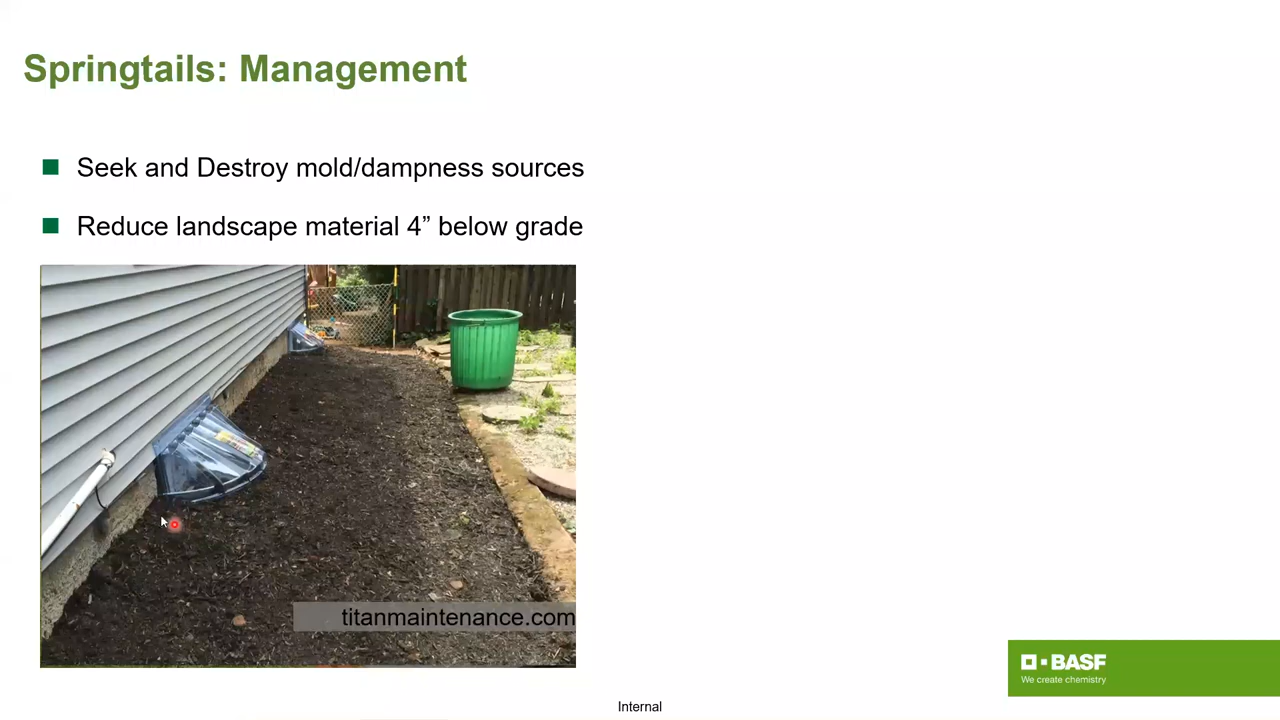 Springtails: Management
Seek and Destroy mold/dampness sources
Reduce landscape material 4” below grade
titanmaintenance.com
BASF
We create chemistry
Internal